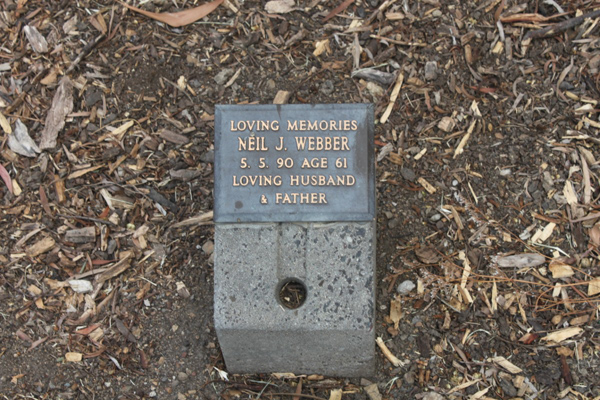 LOVING MEMORIES
NEIL J. WEBBER
5. 5. 90 AGE 61
LOVING HUSBAND
& FATHER